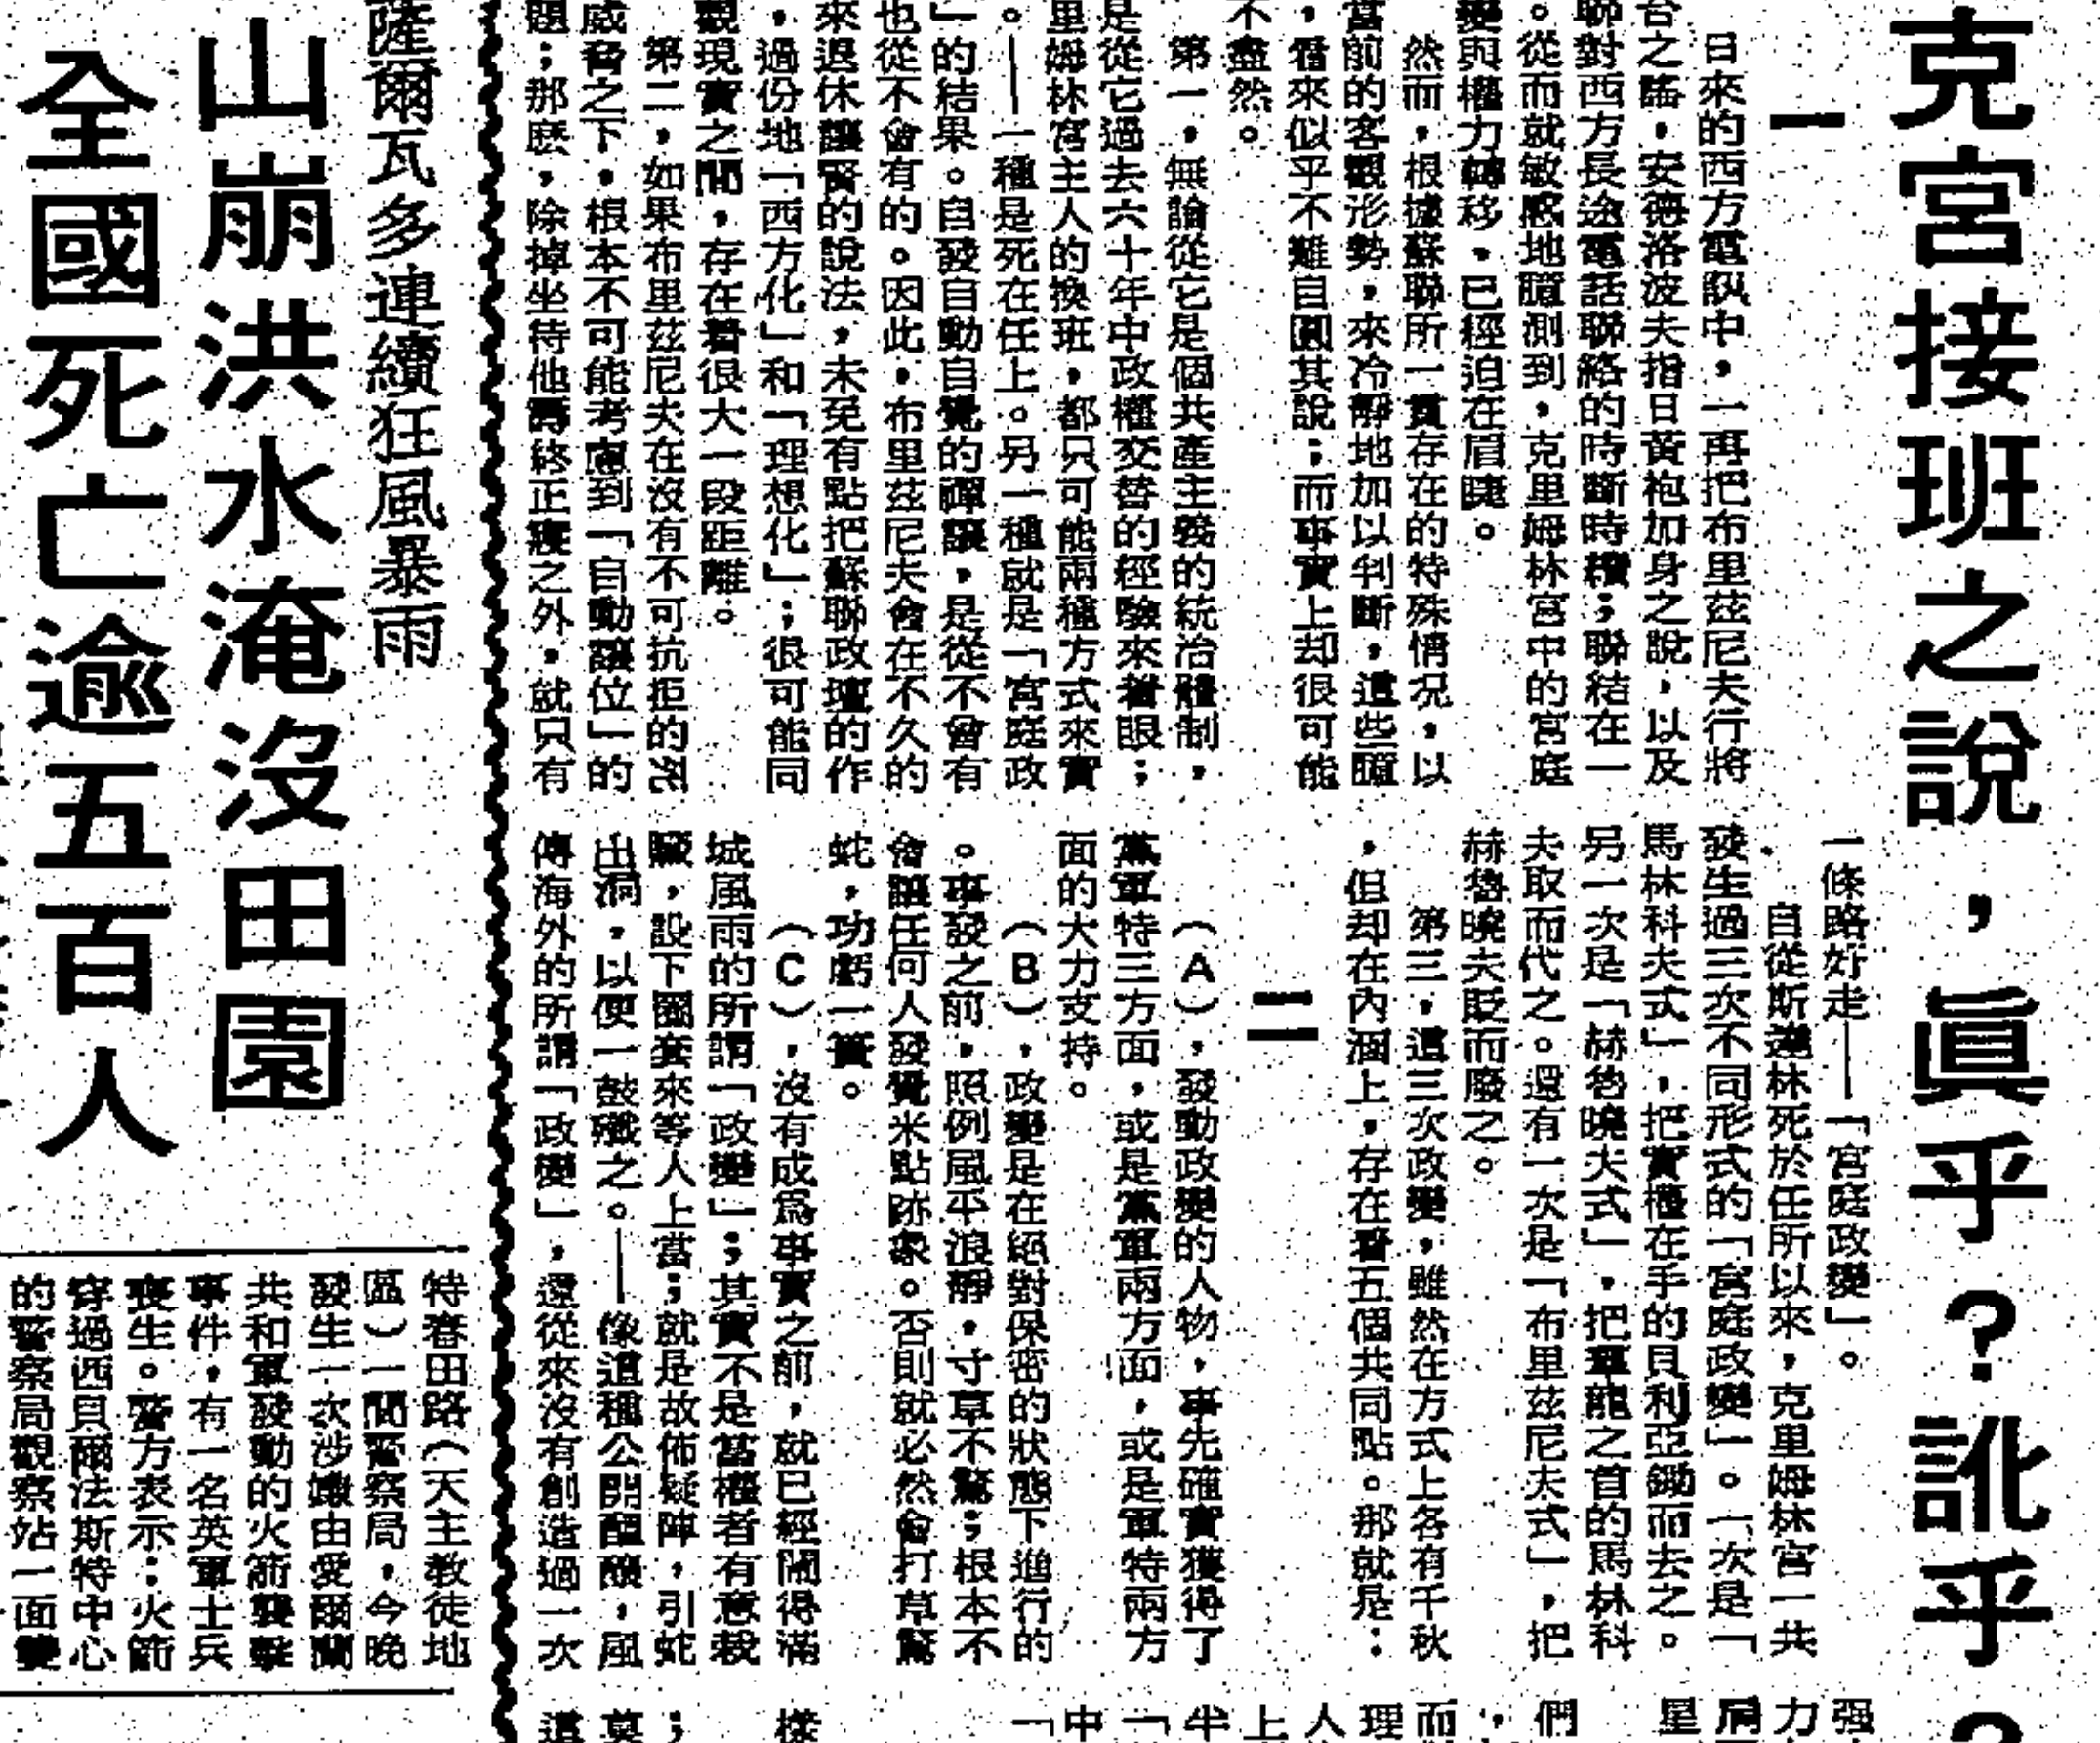 克宮接班之說，眞乎？訛乎？
一
日來的西方電訊中，一再把布里茲尼夫行將
台之謠，安德洛波夫指日黃袍加身之說，以及
聯對西方長途電話聯絡的時斷時續；聯結在一
。從而就敏感地臆測到，克里姆林宮中的宮庭
變與權力轉移，已經迫在眉睫。
然而，根據蘇聯所一貫存在的特殊情况，以
當前的客觀形勢，來冷靜地加以判斷，這些臆
，看來似乎不難自圓其說；而事實上却很可能
不盡然。
第一，無論從它是個共產主義的統治體制，
是從它過去六十年中政權交替的經驗來着眼；
里姆林宮主人的換班，都只可能兩種方式來實
。——一種是死在任上。另一種就是「宮庭政
」的結果。自發自動自覺的禪讓，是從不會有
也從不會有的。因此，布里茲尼夫會在不久的
來退休讓賢的說法，未免有點把蘇聯政壇的作
，過份地「西方化」和「理想化」；很可能同
觀現實之間，存在着很大一段距離。
第二，如果布里茲尼夫在沒有不可抗拒的
威脅之下，根本不可能考慮到「自動讓位」的
題；那麽，除掉坐待他壽終正寢之外，就只有
一條路好走——「宮庭政變」。
自從斯達林死於任所以來，克里姆林宮一共
發生過三次不同形式的「宮庭政變」。一次是「
馬林科夫式」，把實權在手的貝利亞鋤而去之。
另一次是「赫魯曉夫式」，把羣龍之首的馬林科
夫取而代之。還有一次是「布里茲尼夫式」，把
赫魯曉夫貶而廢之。
第三，這三次政變，雖然在方式上各有千秋
，但却在內涵上，存在着五個共同點。那就是：
二
（A），發動政變的人物，事先確實獲得了
黨軍特三方面，或是黨軍兩方面，或是軍特兩方
面的大力支持。
（B），政變是在絕對保密的狀態下進行的
。事發之前，照例風平浪靜，寸草不驚；根本不
會讓任何人發覺半點跡象。否則就必然會打草驚
蛇，功虧一簣。
（C），沒有成爲事實之前，就已經鬧得滿
城風雨的所謂「政變」；其實不是當權者有意栽
贓，設下圈套來等人上當；就是故佈疑陣，引蛇
出洞，以便一鼓殲之。——像這種公開醞釀，風
傳海外的所謂「政變」，還從來沒有創造過一次
强
力
肩
星
們
，
而
理
人
上
半
「
中
「
樣
；
莫
這
薩爾瓦多連續狂風暴雨
山崩洪水淹沒田園
全國死亡逾五百人
特春田路（天主教徒地
區）一間警察局，今晚
發生一次涉嫌由愛爾蘭
共和軍發動的火箭襲擊
事件，有一名英軍士兵
喪生。警方表示：火箭
穿過西貝爾法斯特中心
的警察局觀察站一面雙